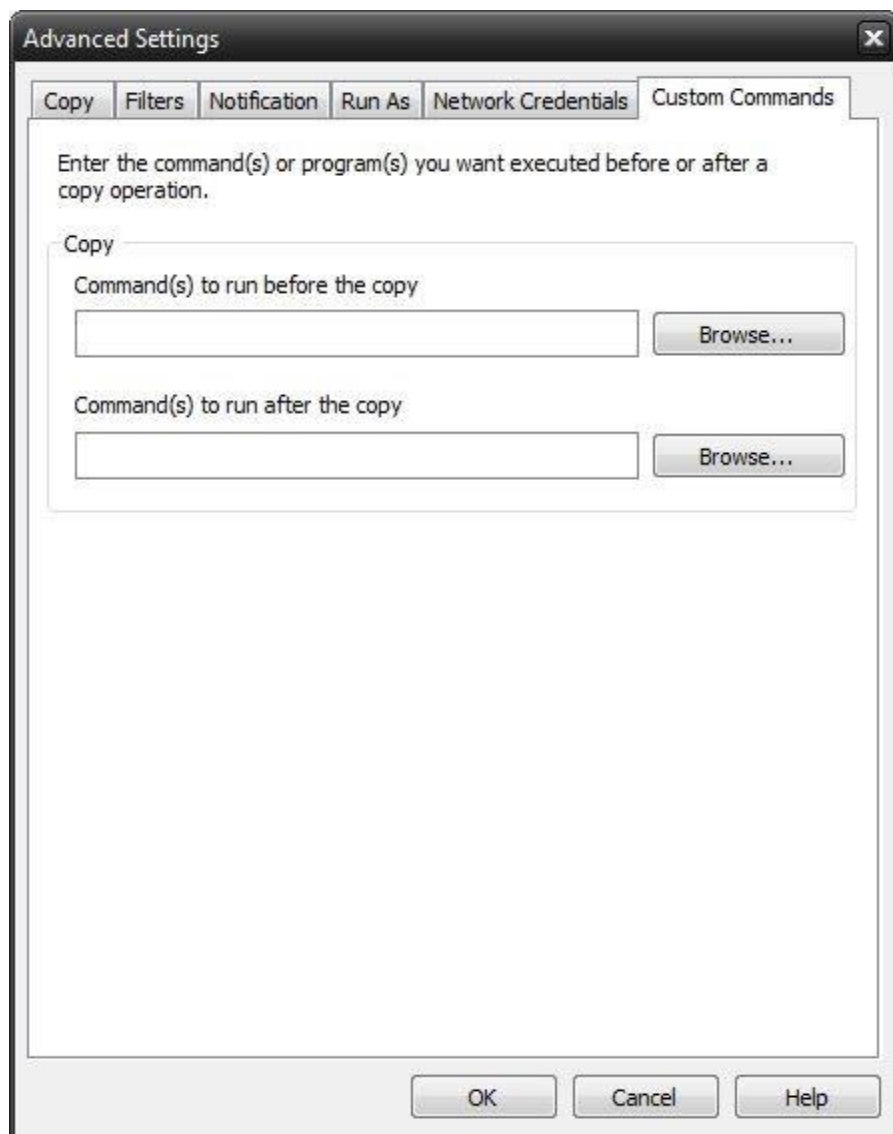 Advanced Settings
Copy Filters Notification Run As Network Credentials Custom Commands
Enter the command(s) or program(s) you want executed before or after a
copy operation.
Copy
Command(s) to run before the copy
Browse...
Command(s) to run after the copy
Browse...
OK Cancel Help